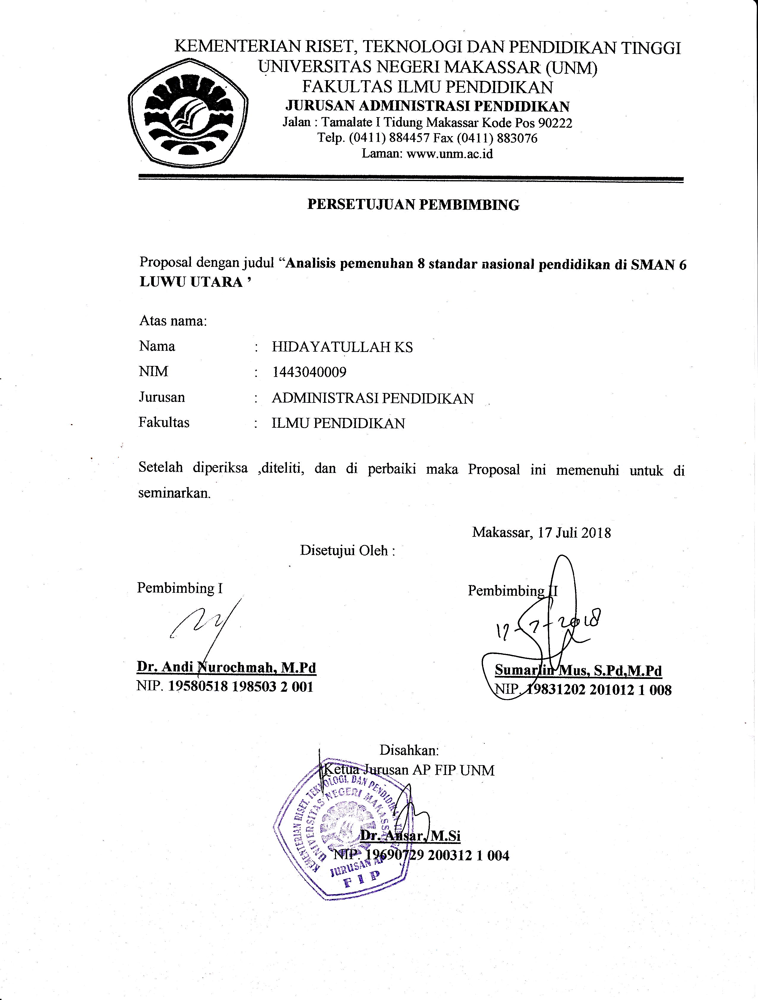 KEMENTERIAN RISET, TEKNOLOGI DAN PENDIDIKAN TINGGI
UNIVERSITAS NEGERI MAKASSAR (UNM)
FAKULTAS ILMU PENDIDIKAN
JURUSAN ADMINISTRASI PENDIDIKAN
Jalan : Tamalate I Tidung Makassar Kode Pos 90222
Telp. (0411) 884457 Fax (0411) 883076
Laman: www.unm.ac.id
PERSETUJUAN PEMBIMBING
Proposal dengan judul “Analisis pemenuhan 8 standar nasional pendidikan di SMAN 6
LUWU UTARA ’
Atas nama:
Nama : HIDAYATULLAH KS
NIM : 1443040009
Jurusan : ADMINISTRASI PENDIDIKAN
Fakultas : ILMU PENDIDIKAN
Setelah diperiksa ,diteliti, dan di perbaiki maka Proposal ini memenuhi untuk di
seminarkan.
Makassar, 17 Juli 2018
Disetujui Oleh :
Pembimbing I Pembimbing II
17-7-2018
Dr. Andi Nurochmah, M.Pd Sumarlin Mus, S.Pd,M.Pd
NIP. 19580518 198503 2 001 NIP. 19831202 201012 1 008
Disahkan:
Ketua Jurusan AP FIP UNM
KEMENTERIAN RISET, TEKNOLOGI, DAN PENDIDIKAN TINGGI
UNIVERSITAS NEGERI MAKASSAR
Dr. Ansar, M.Si
NIP. 19690729 200312 1 004
JURUSAN AP
F I P